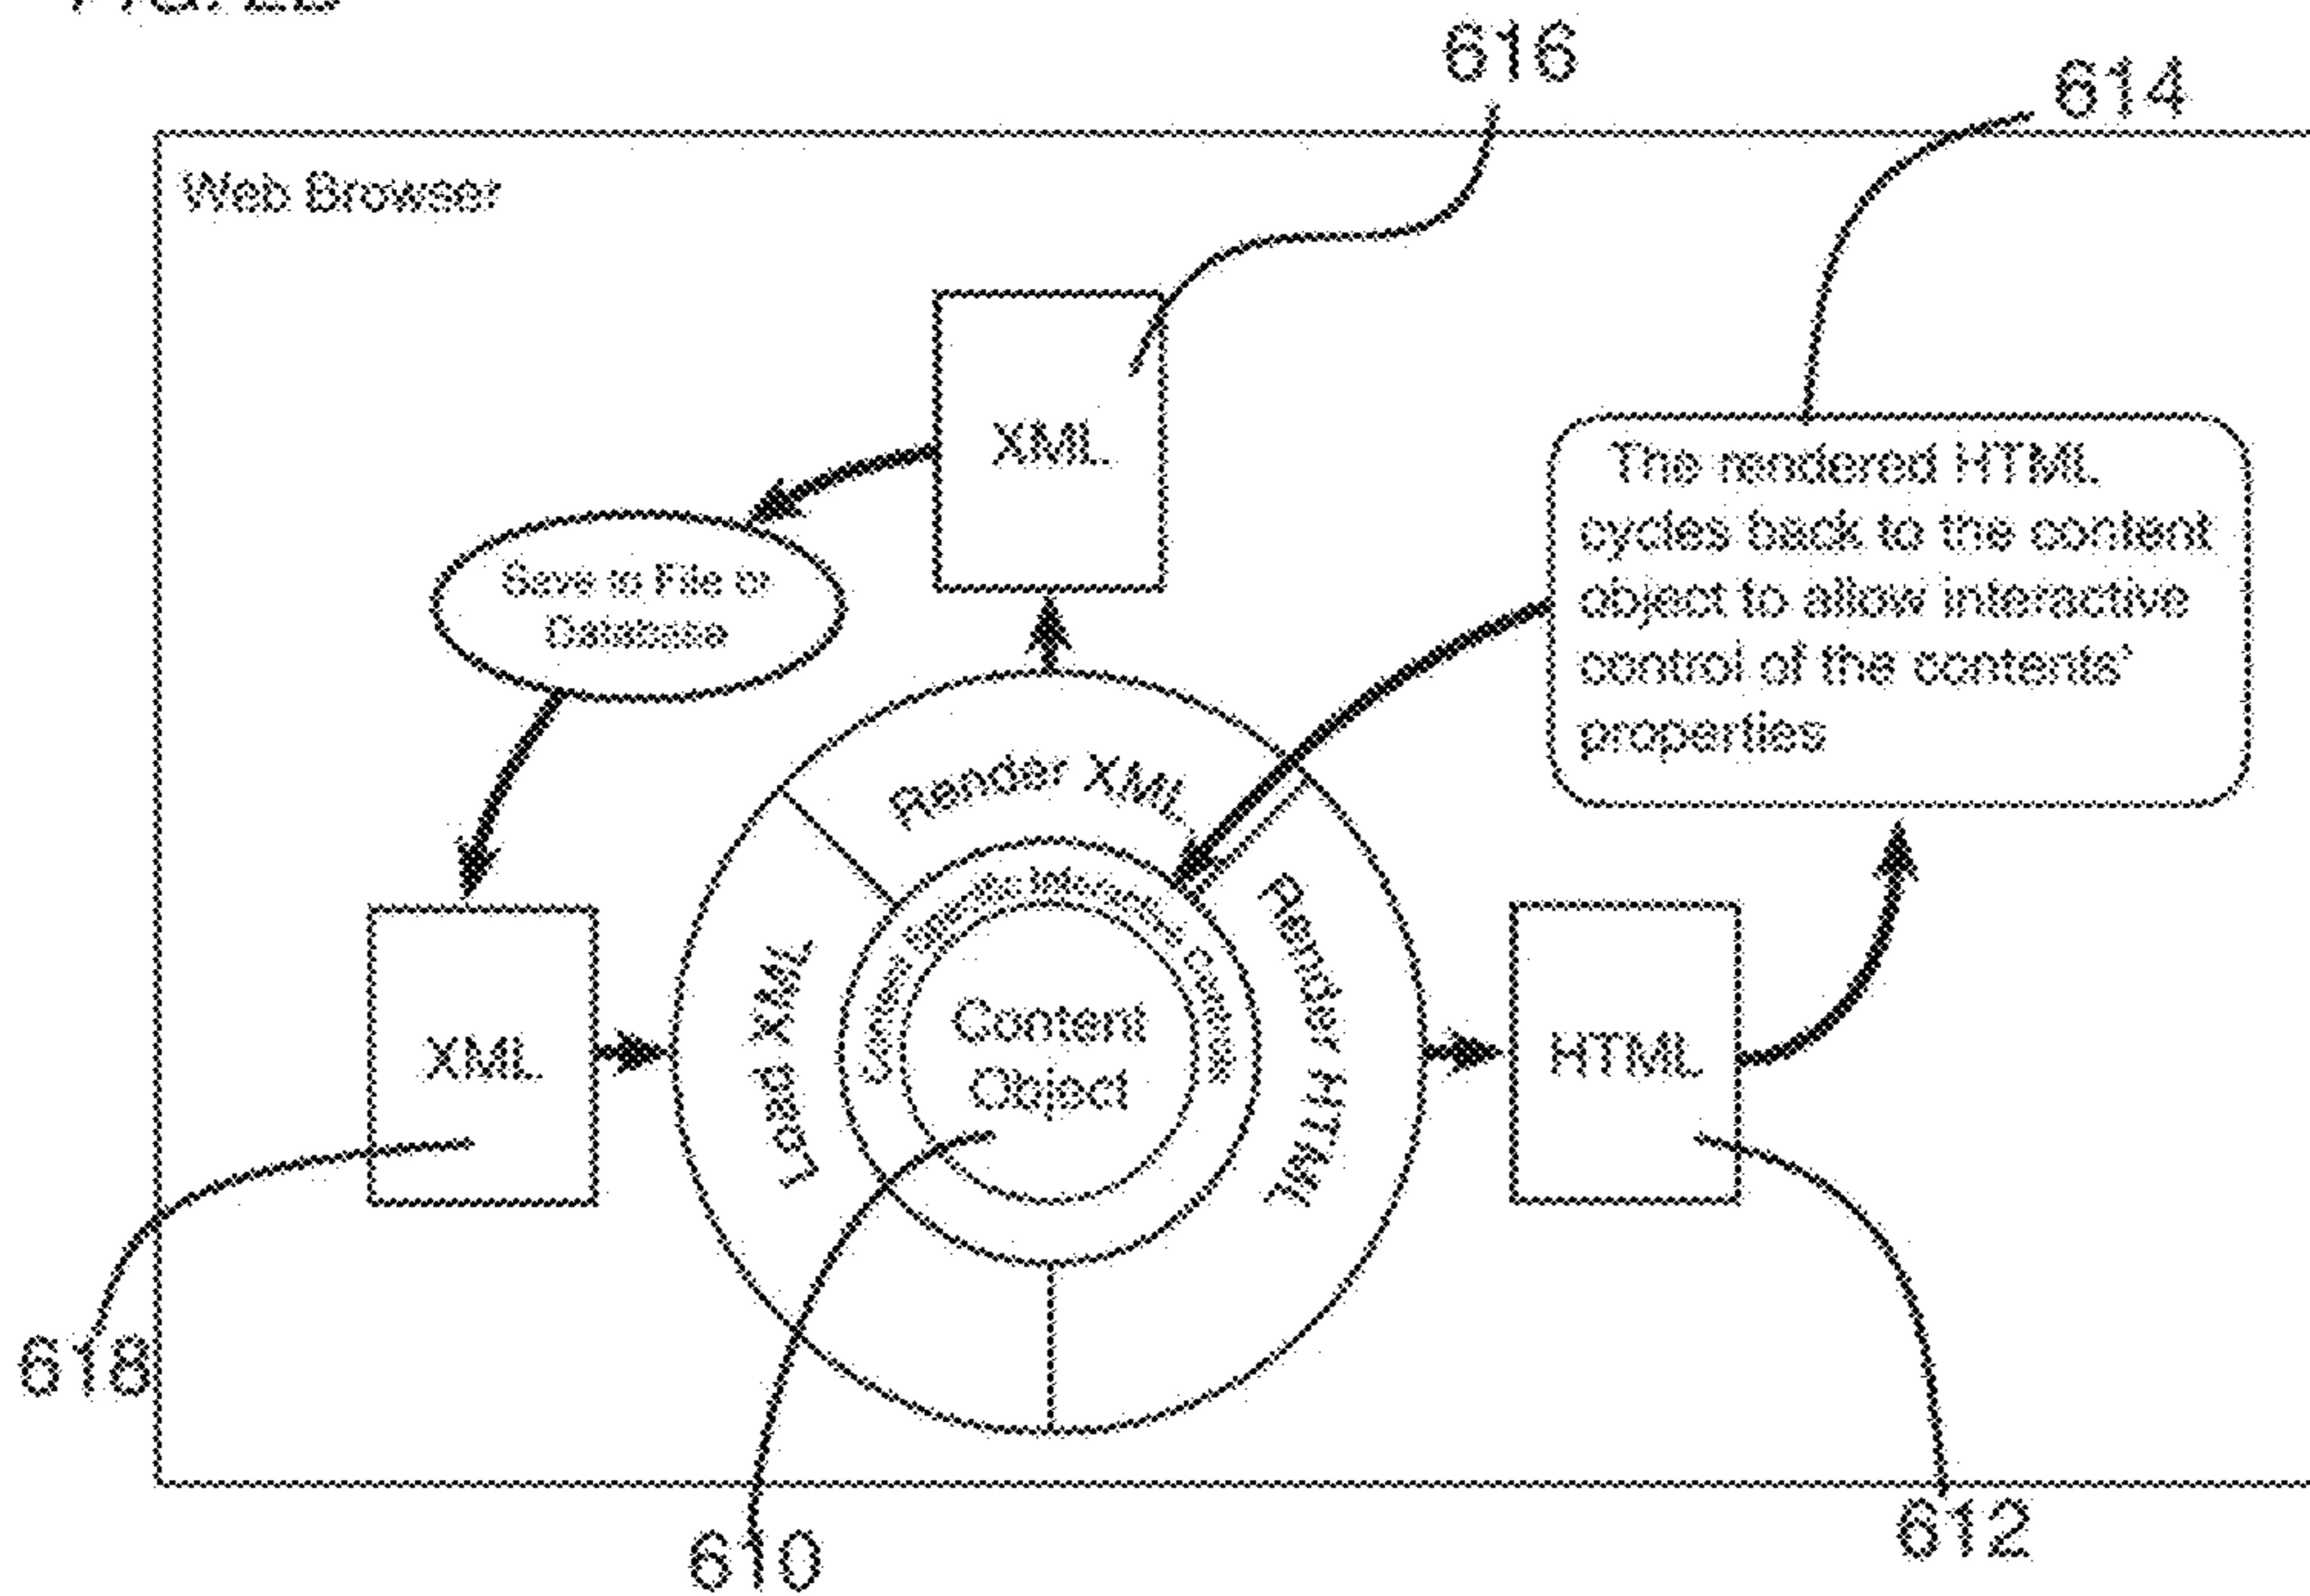 616
614
Web Browser
XML
The rendered HTML
cycles back to the content
object to allow interactive
control of the contents'
properties
Save to File or
Database
Render XML
Load XML
Render HTML
Content
Object
XML
HTML
618
610
612